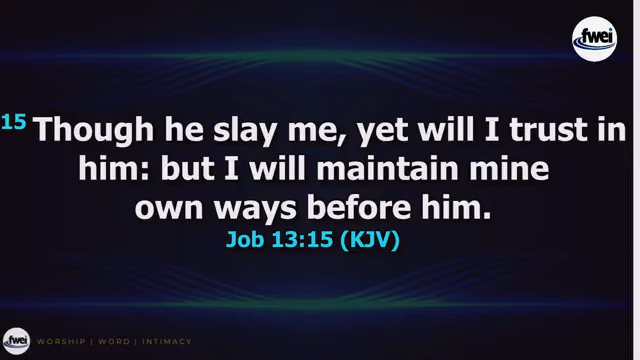 fwei
15 Though he slay me, yet will I trust in
him: but I will maintain mine
own ways before him.
Job 13:15 (KJV)
fwei WORSHIP | WORD | INTIMACY